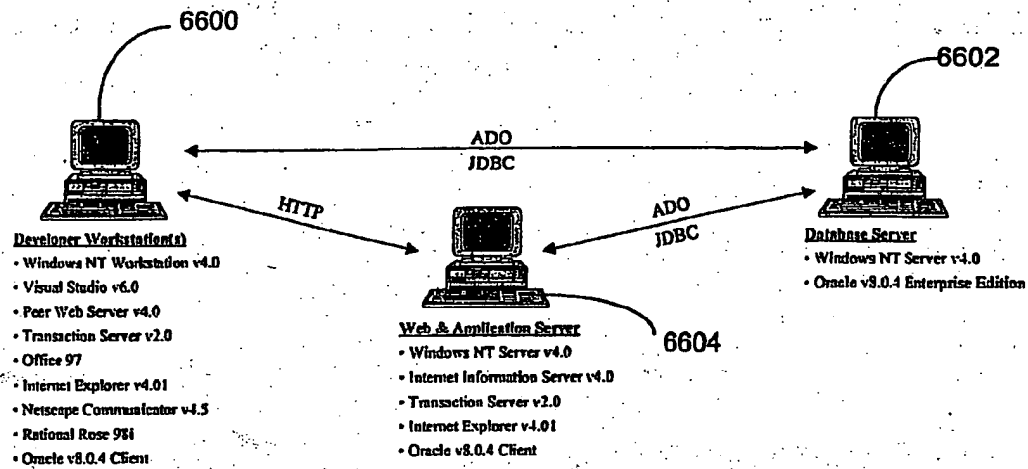 6600
6602
ADO
JDBC
HTTP
ADO
JDBC
Developer Workstation(s)
• Windows NT Workstation v4.0
• Visual Studio v6.0
• Peer Web Server v4.0
• Transaction Server v2.0
• Office 97
• Internet Explorer v4.01
• Netscape Communicator v4.5
• Rational Rose 98i
• Oracle v8.0.4 Client
6604
Web & Application Server
• Windows NT Server v4.0
• Internet Information Server v4.0
• Transaction Server v2.0
• Internet Explorer v4.01
• Oracle v8.0.4 Client
Database Server
• Windows NT Server v4.0
• Oracle v8.0.4 Enterprise Edition